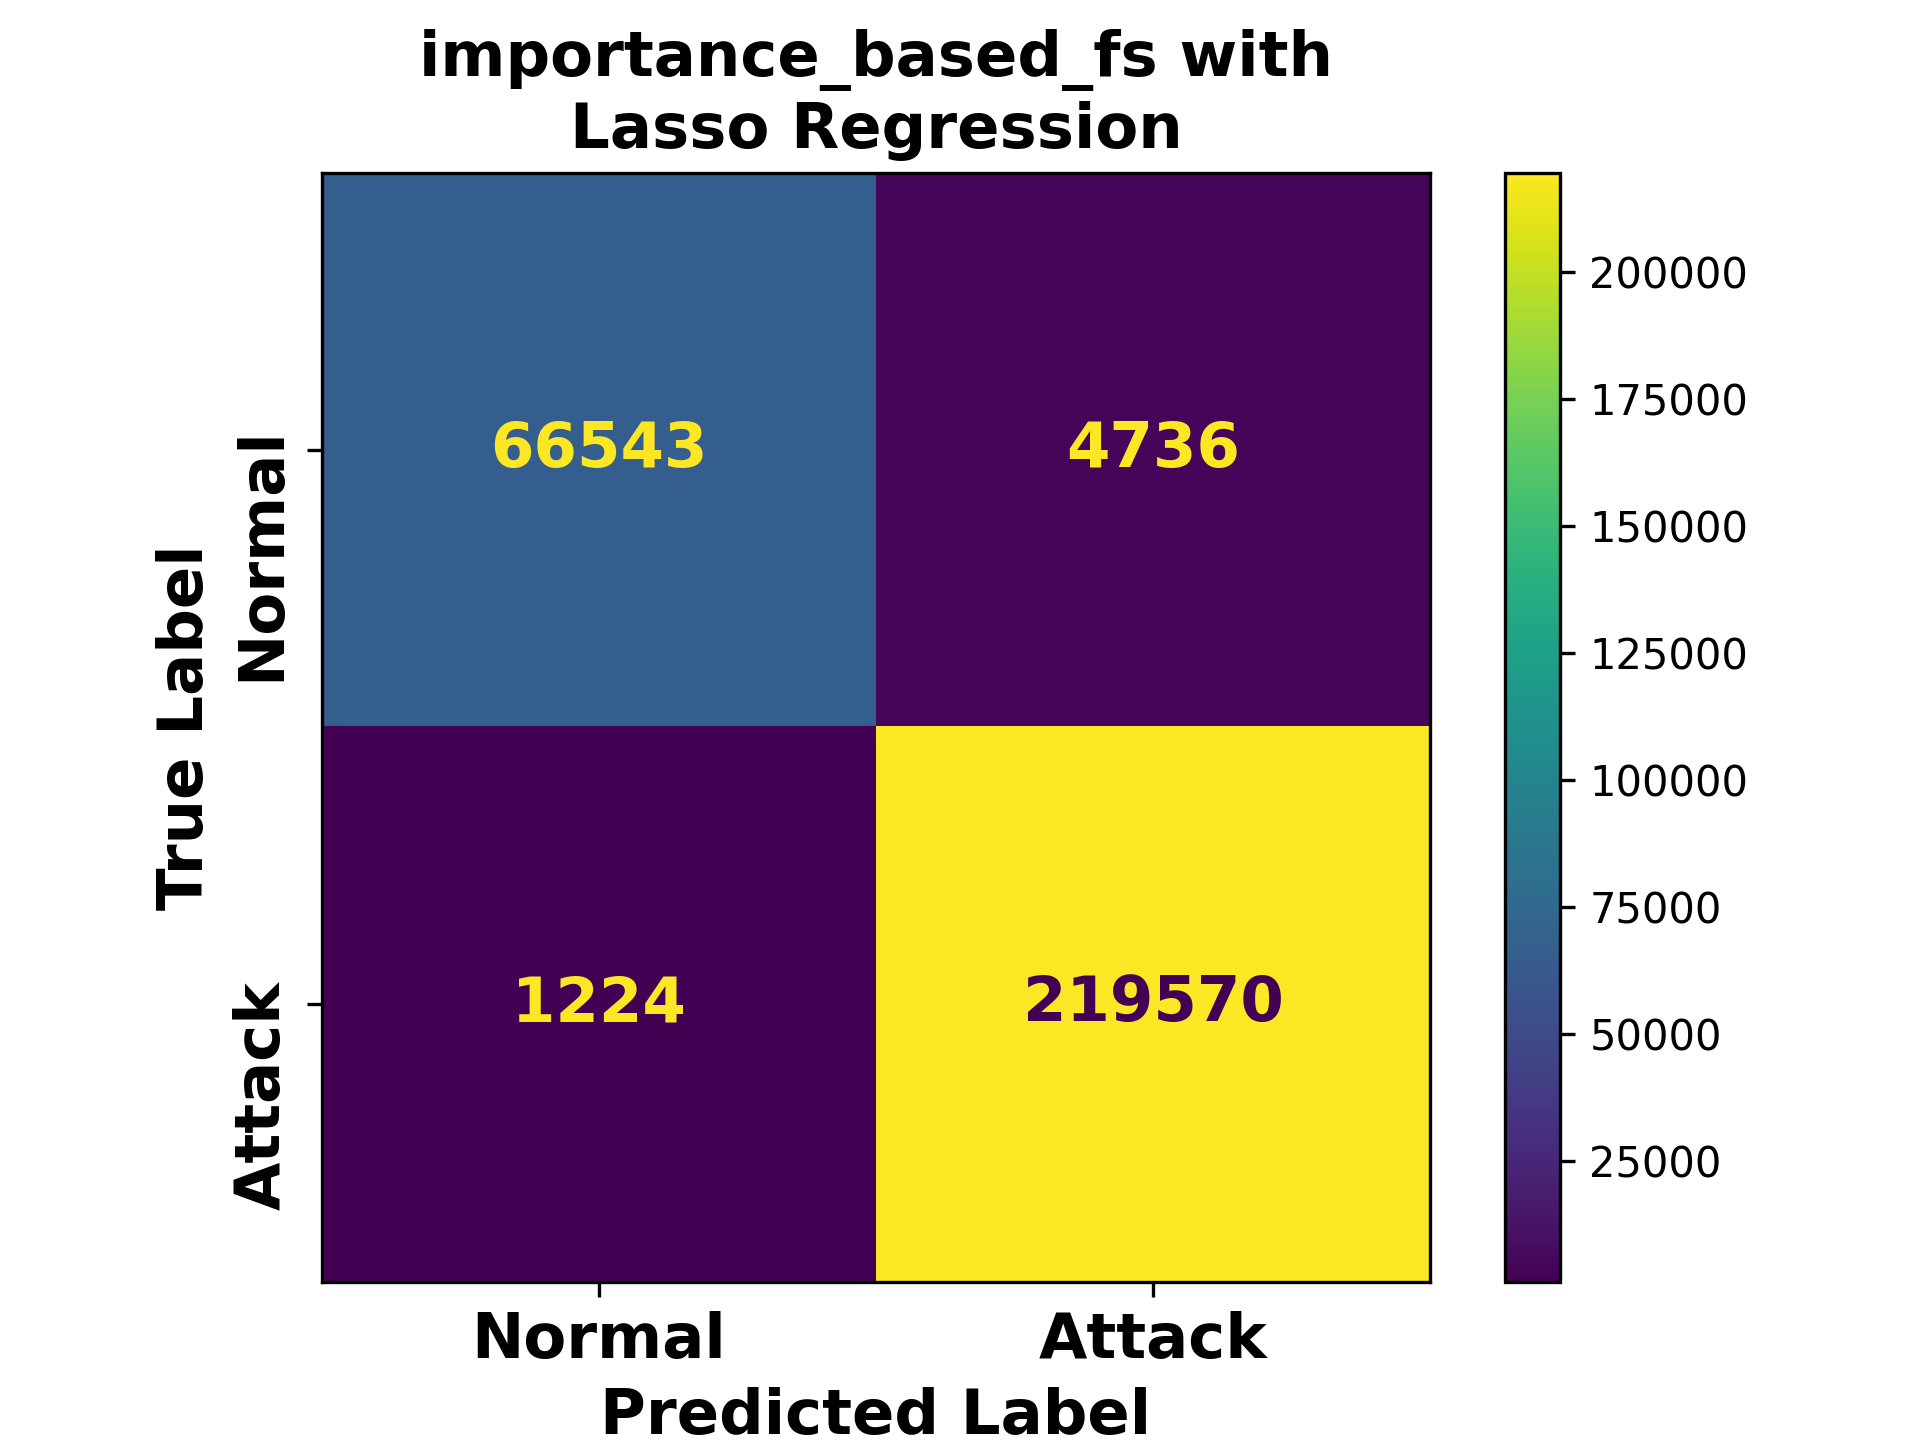 importance_based_fs with
Lasso Regression
True Label
Normal
Attack
66543
4736
1224
219570
Normal
Attack
Predicted Label
200000
175000
150000
125000
100000
75000
50000
25000